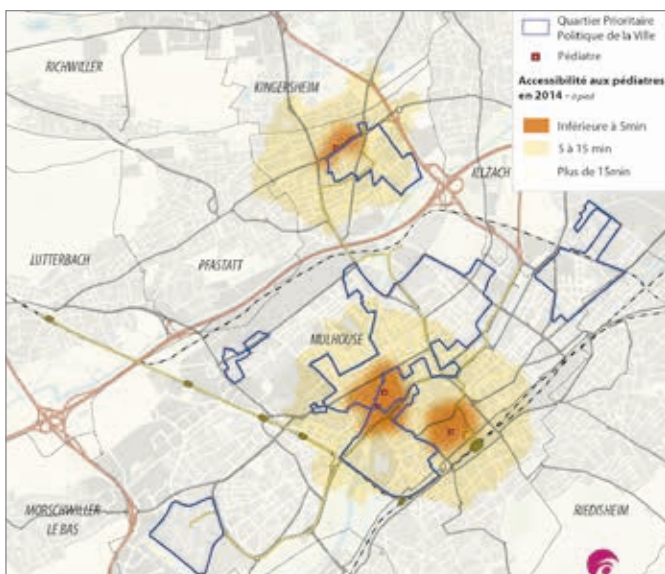 Quartier Prioritaire
Politique de la Ville
Pédiatre
Accessibilité aux pédiatres
en 2014 - à pied
Inférieure à 5min
5 à 15 min
Plus de 15min
RICHWILLER
KINGERSHEIM
ILLZACH
LUTTERBACH
PFASTATT
MULHOUSE
MORSCHWILLER
LE BAS
RIEDISHEIM